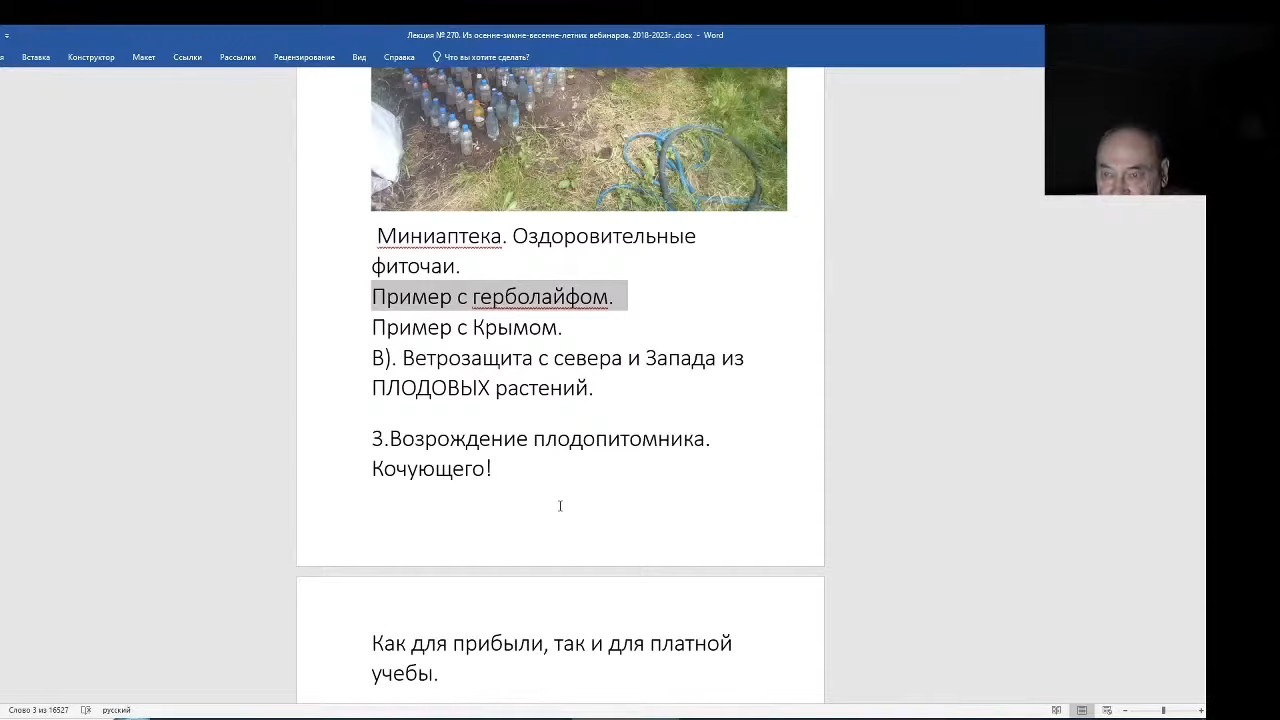 Лекция № 270. Из осенне-зимне-весенне-летних вебинаров. 2018-2023г..docx - Word
Вставка Конструктор Макет Ссылки Рассылки Рецензирование Вид Справка Что вы хотите сделать?
Миниаптека. Оздоровительные
фиточаи.
Пример с герболайфом.
Пример с Крымом.
В). Ветрозащита с севера и Запада из
ПЛОДОВЫХ растений.
3.Возрождение плодопитомника.
Кочующего!
Как для прибыли, так и для платной
учебы.
Слово 3 из 16527 русский